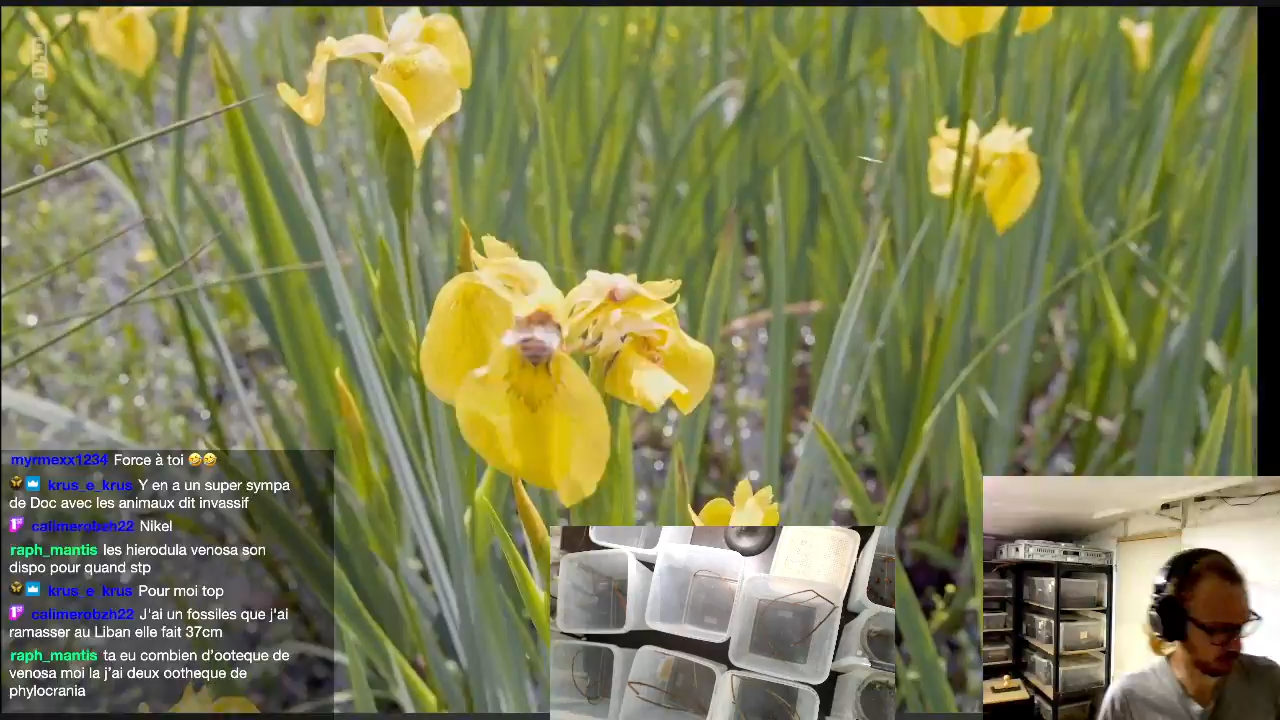 arte
myrmexx1234 Force à toi 🤣🤣
krus_e_krus Y en a un super sympa
de Doc avec les animaux dit invassif
calimerobzh22 Nikel
raph_mantis les hierodula venosa son
dispo pour quand stp
krus_e_krus Pour moi top
calimerobzh22 J'ai un fossiles que j'ai
ramasser au Liban elle fait 37cm
raph_mantis ta eu combien d'ooteque de
venosa moi la j'ai deux ootheque de
phylocrania